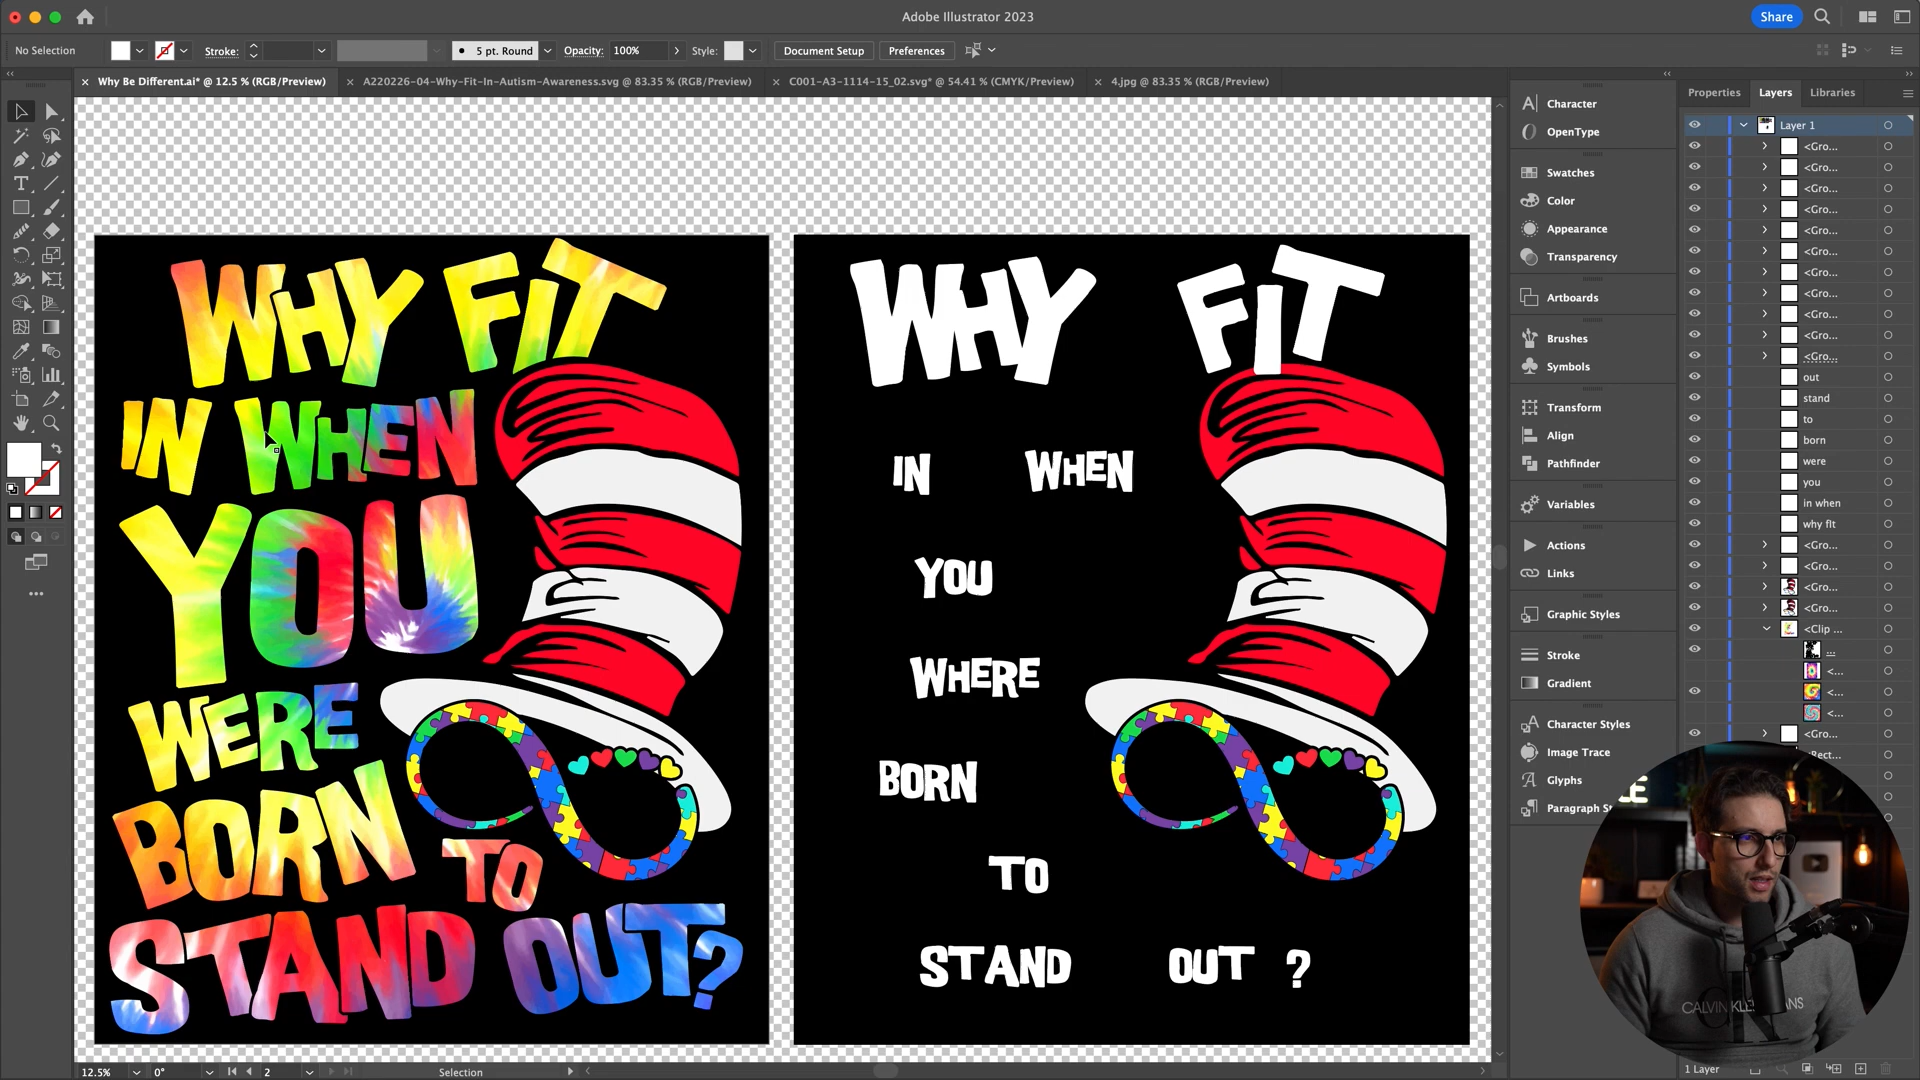 Adobe Illustrator 2023
Share
No Selection
Stroke:
5 pt. Round
Opacity:
100%
Style:
Document Setup
Preferences
Why Be Different.ai* @ 12.5 % (RGB/Preview)
A220226-04-Why-Fit-In-Autism-Awareness.svg @ 83.35 % (RGB/Preview)
C001-A3-1114-15_02.svg* @ 54.41 % (CMYK/Preview)
4.jpg @ 83.35 % (RGB/Preview)
WHY FIT
IN WHEN
YOU
WERE
BORN TO
STAND OUT?
WHY FIT
IN WHEN
YOU
WHERE
BORN
TO
STAND OUT ?
Character
OpenType
Swatches
Color
Appearance
Transparency
Artboards
Brushes
Symbols
Transform
Align
Pathfinder
Variables
Actions
Links
Graphic Styles
Stroke
Gradient
Character Styles
Image Trace
Glyphs
Paragraph St
Properties
Layers
Libraries
Layer 1
<Gro...
<Gro...
<Gro...
<Gro...
<Gro...
<Gro...
<Gro...
<Gro...
<Gro...
<Gro...
<Gro...
out
stand
to
born
were
you
in when
why fIt
<Gro...
<Gro...
<Gro...
<Gro...
<Clip ...
...
<...
<...
<...
<Gro...
Rect...
CALVIN KLEIN JEANS
12.5%
0°
2
Selection
1 Layer